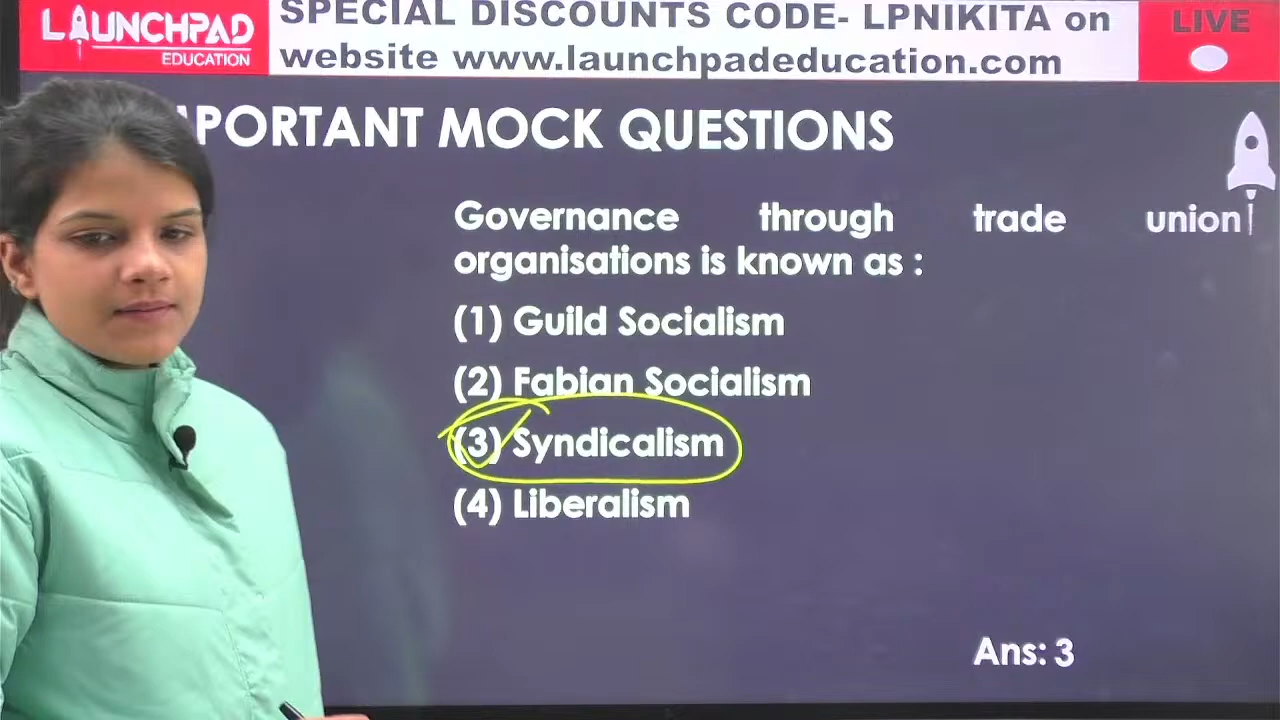 LAUNCHPAD
EDUCATION
SPECIAL DISCOUNTS CODE- LPNIKITA on
website www.launchpadeducation.com
LIVE
PORTANT MOCK QUESTIONS
Governance through trade union
organisations is known as :
(1) Guild Socialism
(2) Fabian Socialism
(3) Syndicalism
(4) Liberalism
Ans: 3